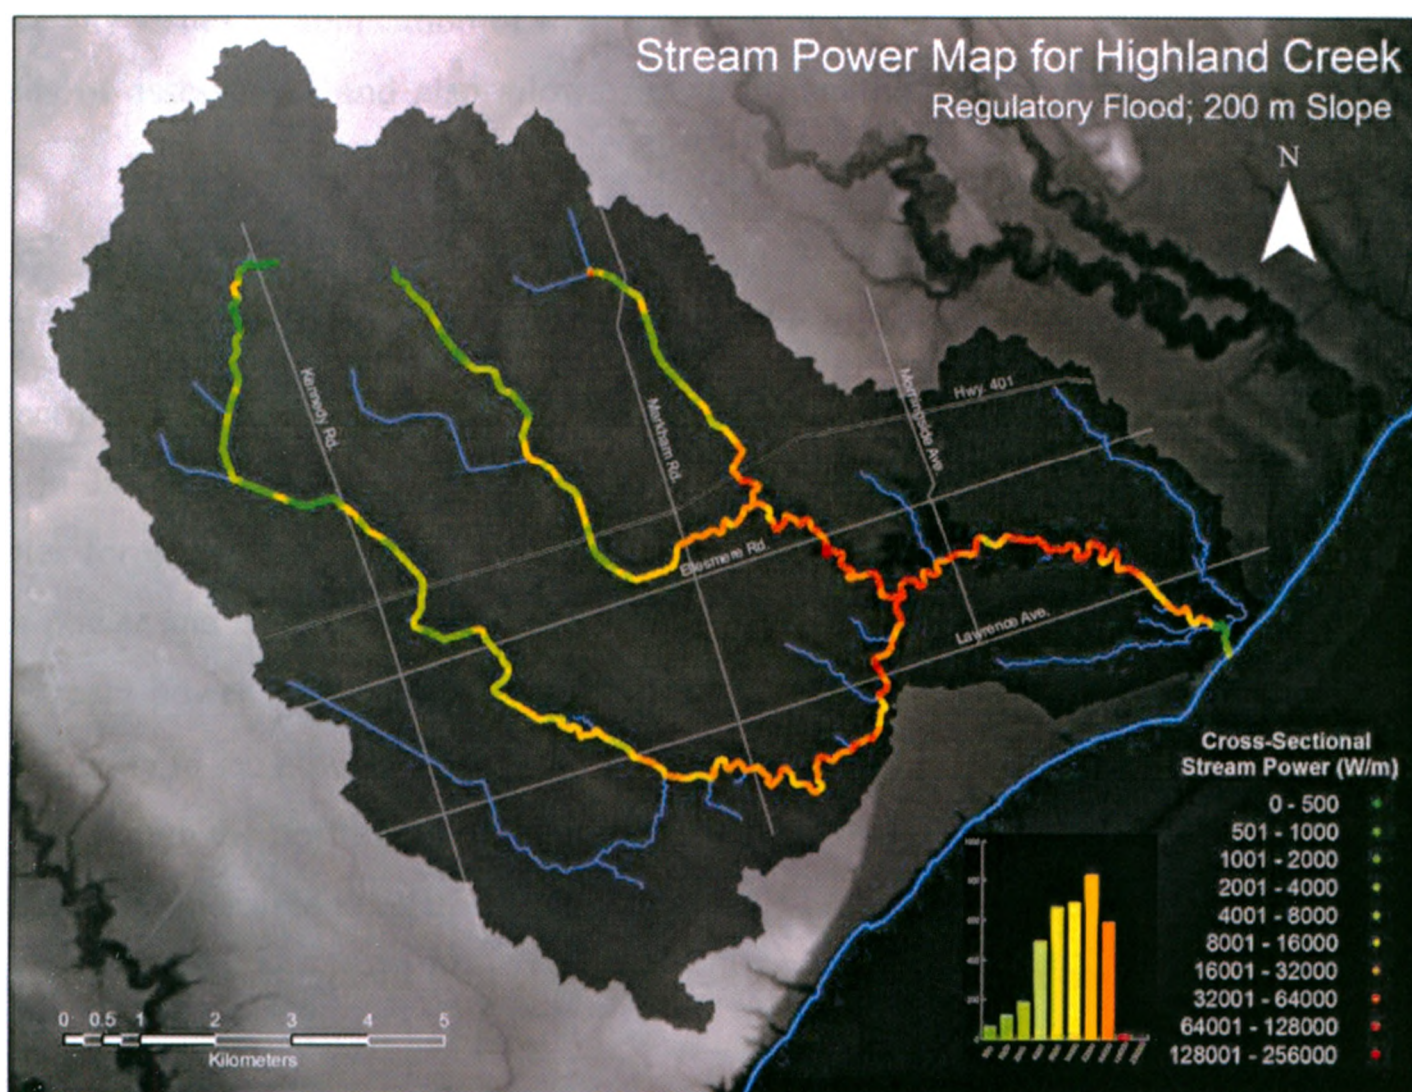 Stream Power Map for Highland Creek
Regulatory Flood; 200 m Slope
N
Hwy. 401
Kennedy Rd.
Markham Rd.
Morningside Ave.
Ellesmere Rd.
Lawrence Ave.
Cross-Sectional
Stream Power (W/m)
0 - 500
501 - 1000
1001 - 2000
2001 - 4000
4001 - 8000
8001 - 16000
16001 - 32000
32001 - 64000
64001 - 128000
128001 - 256000
0 0.5 1 2 3 4 5
Kilometers